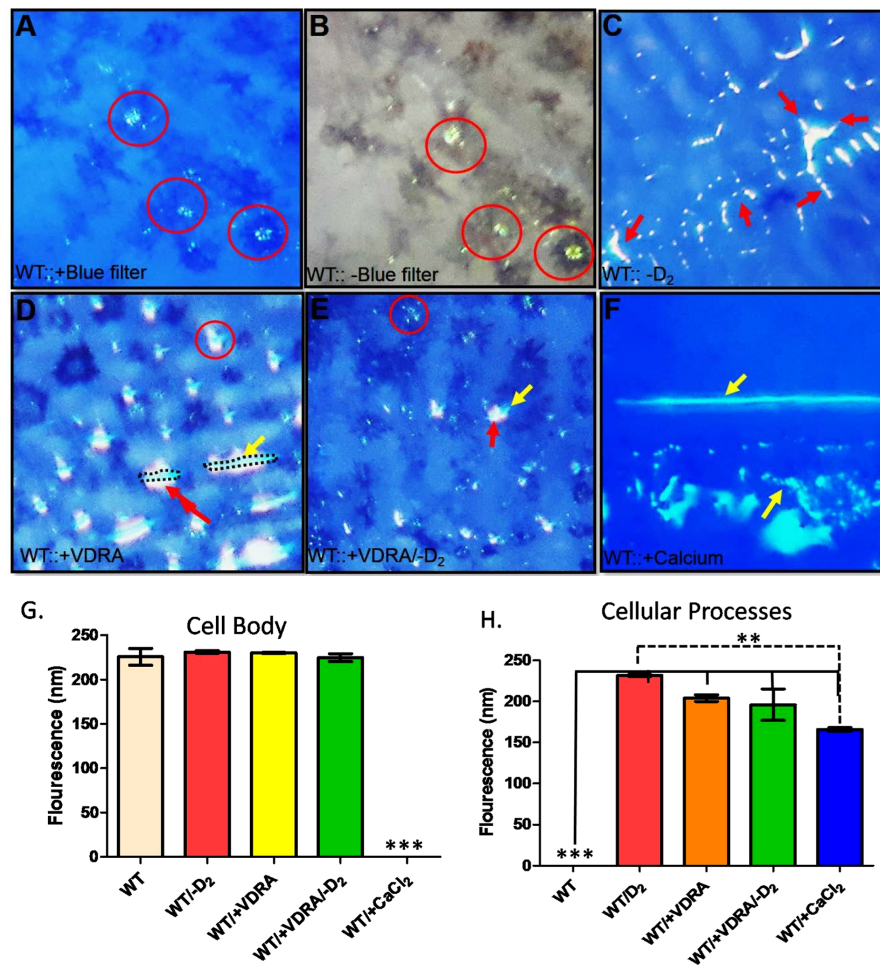 A
B
C
WT::+Blue filter
WT:: -Blue filter
WT:: -D₂
D
E
F
WT::+VDRA
WT::+VDRA/-D₂
WT::+Calcium
G.
Cell Body
Flourescence (nm)
250
200
150
100
50
0
***
WT
WT/-D₂
WT/+VDRA
WT/+VDRA/-D₂
WT/+CaCl₂
H.
Cellular Processes
**
Flourescence (nm)
250
200
150
100
50
0
***
WT
WT/D₂
WT/+VDRA
WT/+VDRA/-D₂
WT/+CaCl₂